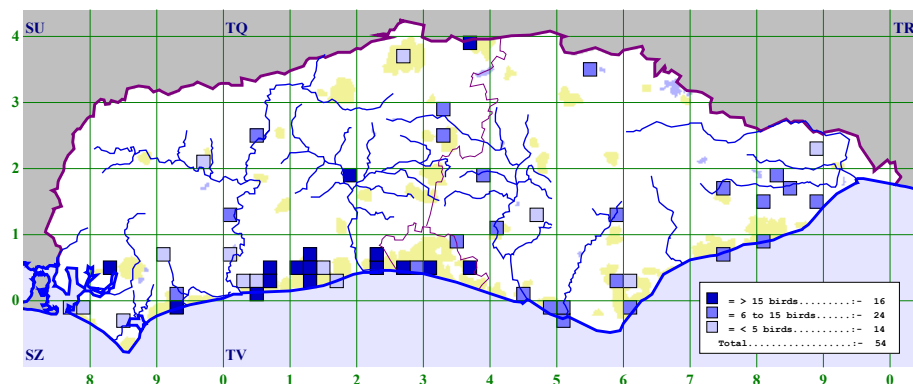 SU TQ TR
4
3
2
1
0
= > 15 birds.........:- 16
= 6 to 15 birds......:- 24
= < 5 birds..........:- 14
Total................:- 54
SZ TV
8 9 0 1 2 3 4 5 6 7 8 9 0